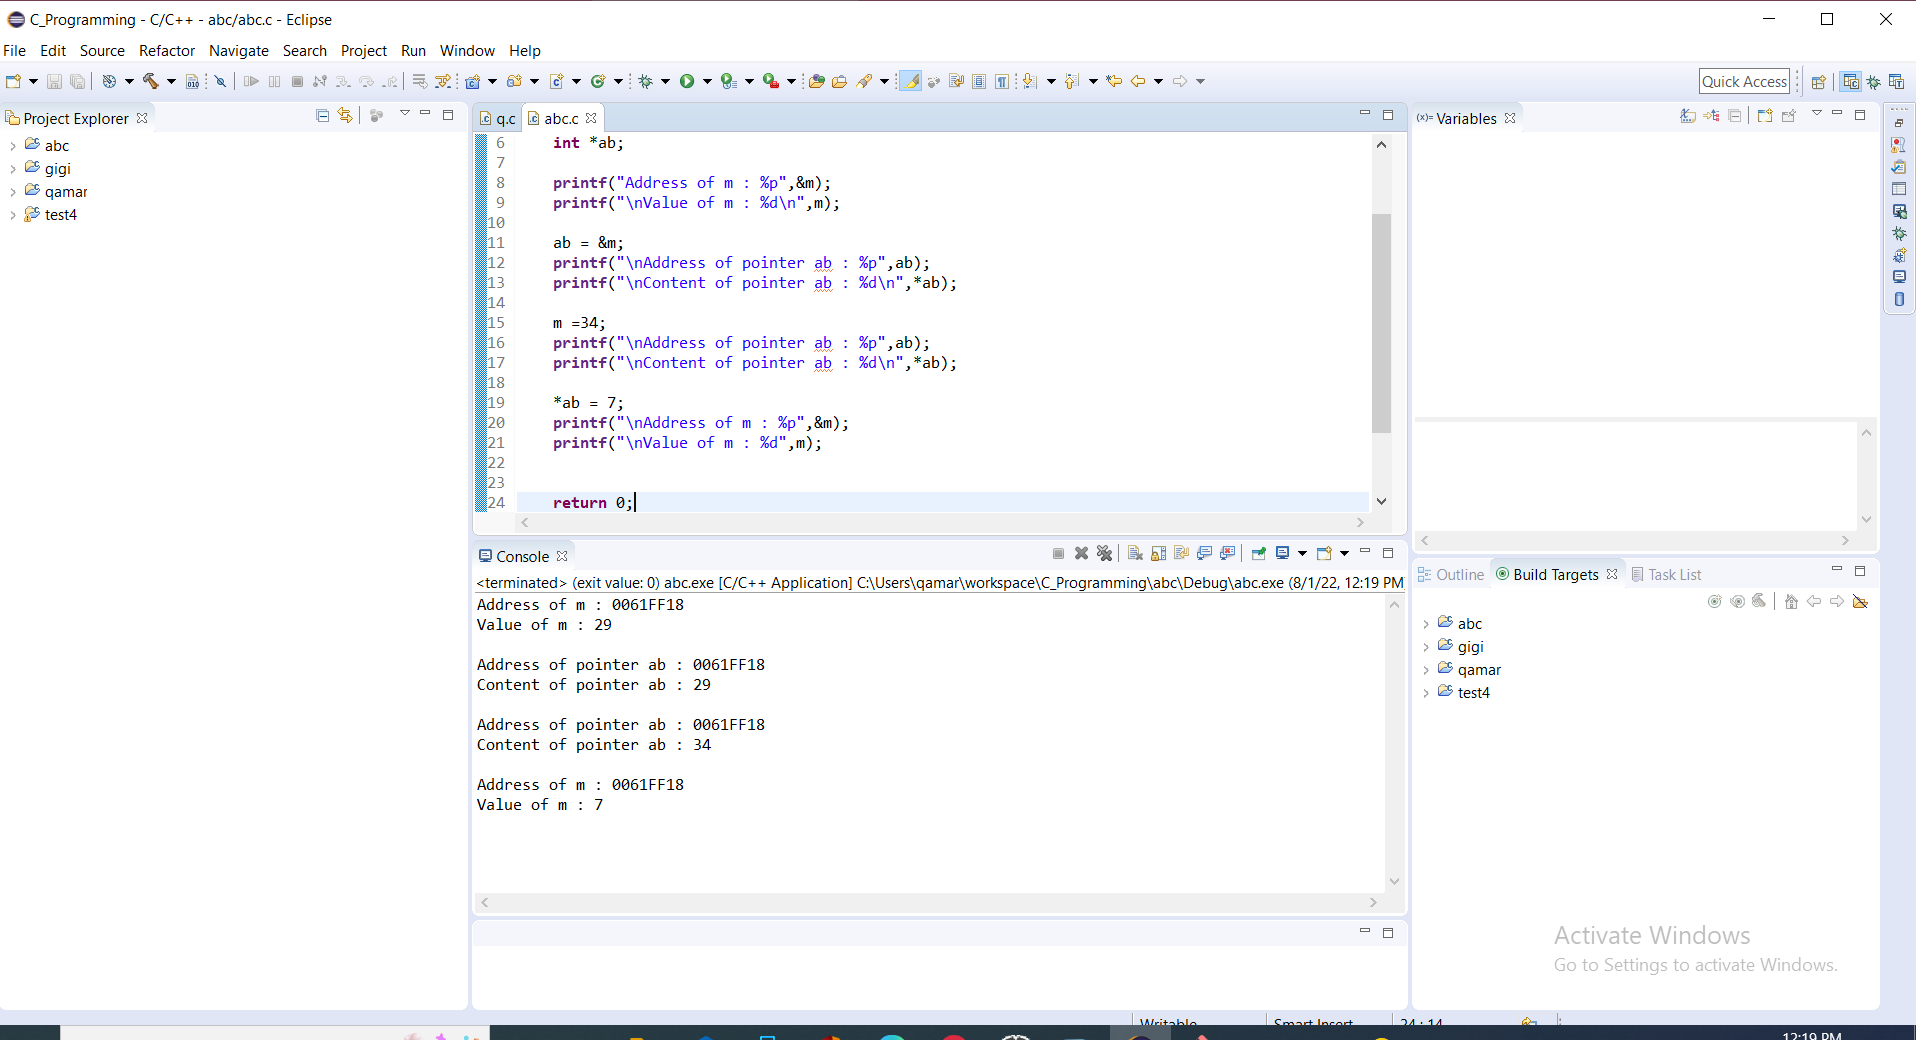 C_Programming - C/C++ - abc/abc.c - Eclipse
File Edit Source Refactor Navigate Search Project Run Window Help
Quick Access
Project Explorer
abc
gigi
qamar
test4
q.c abc.c
6 int *ab;
7
8 printf("Address of m : %p",&m);
9 printf("\nValue of m : %d\n",m);
10
11 ab = &m;
12 printf("\nAddress of pointer ab : %p",ab);
13 printf("\nContent of pointer ab : %d\n",*ab);
14
15 m =34;
16 printf("\nAddress of pointer ab : %p",ab);
17 printf("\nContent of pointer ab : %d\n",*ab);
18
19 *ab = 7;
20 printf("\nAddress of m : %p",&m);
21 printf("\nValue of m : %d",m);
22
23
24 return 0;
Console
<terminated> (exit value: 0) abc.exe [C/C++ Application] C:\Users\qamar\workspace\C_Programming\abc\Debug\abc.exe (8/1/22, 12:19 PM
Address of m : 0061FF18
Value of m : 29
Address of pointer ab : 0061FF18
Content of pointer ab : 29
Address of pointer ab : 0061FF18
Content of pointer ab : 34
Address of m : 0061FF18
Value of m : 7
(x)= Variables
Outline Build Targets Task List
abc
gigi
qamar
test4
Activate Windows
Go to Settings to activate Windows.
Writable Smart Insert 24 : 14
12:19 PM